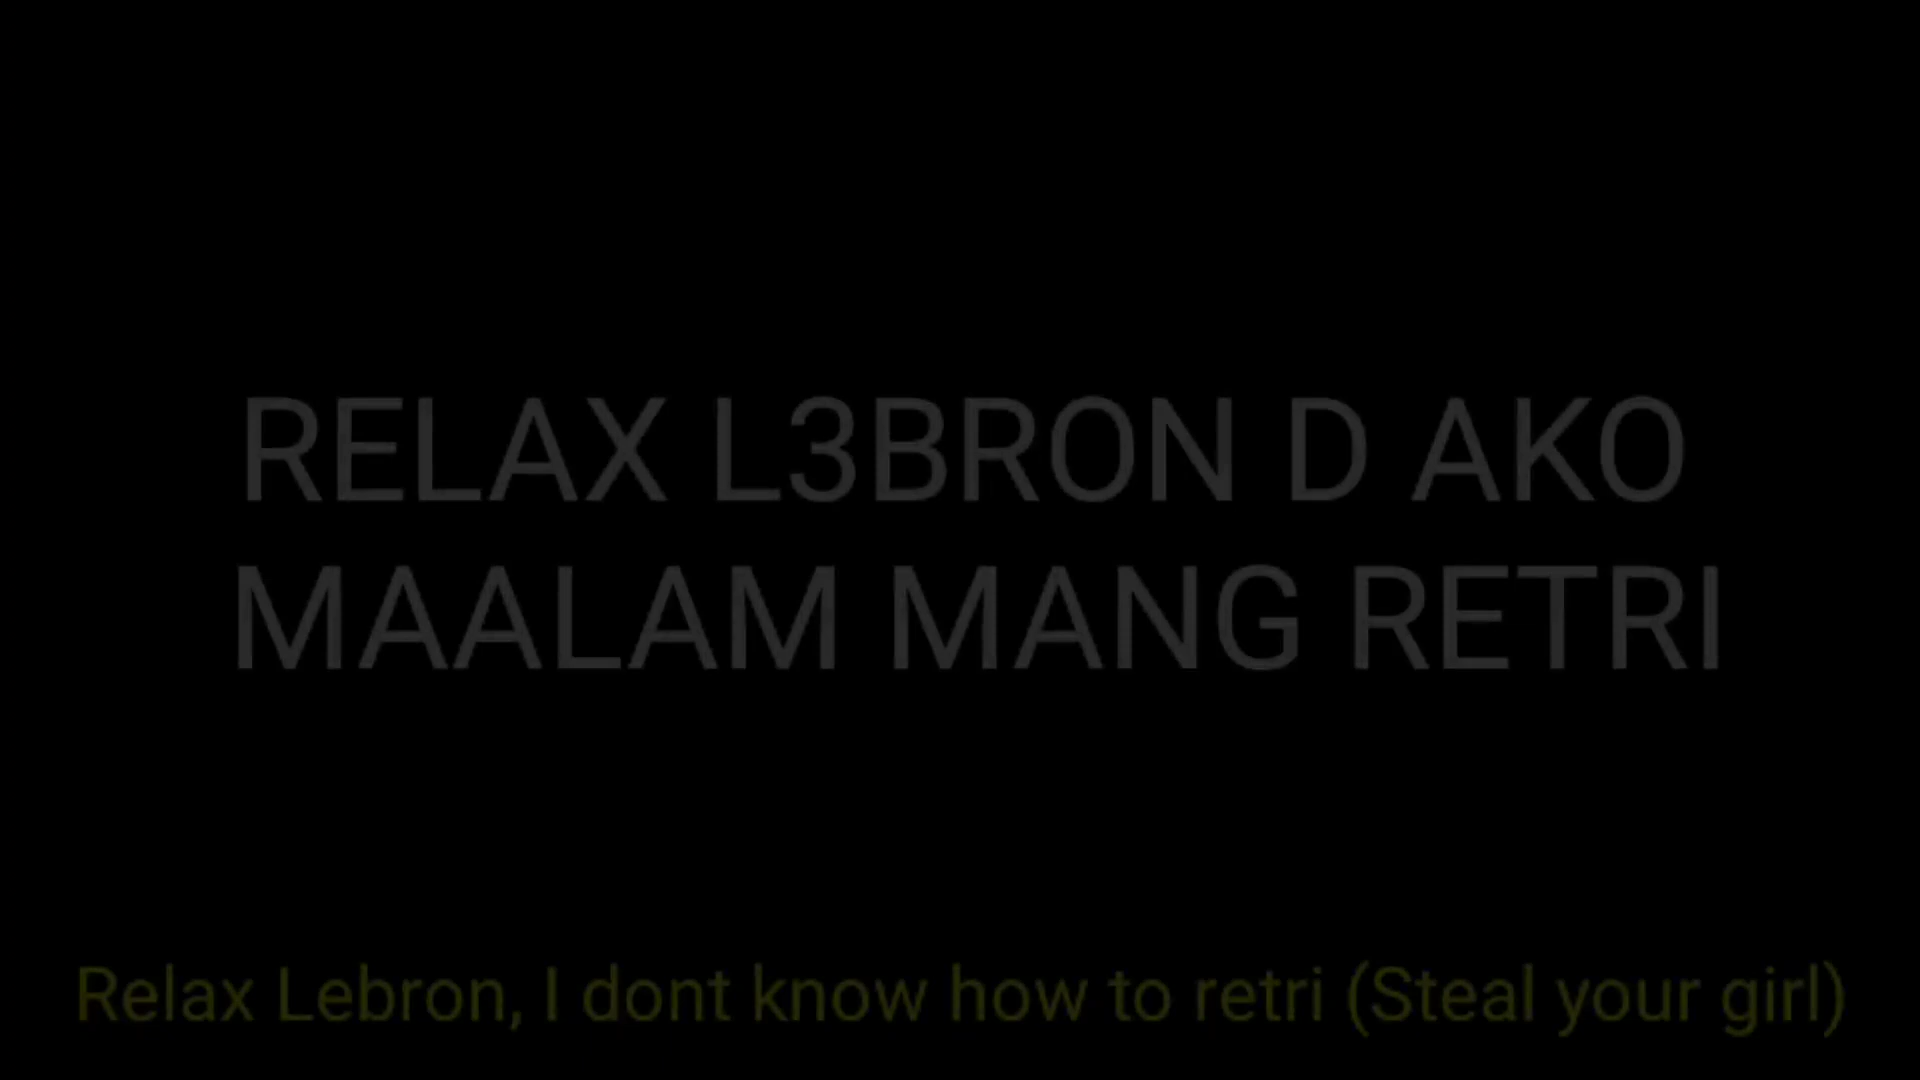 RELAX L3BRON D AKO
MAALAM MANG RETRI
Relax Lebron, I dont know how to retri (Steal your girl)